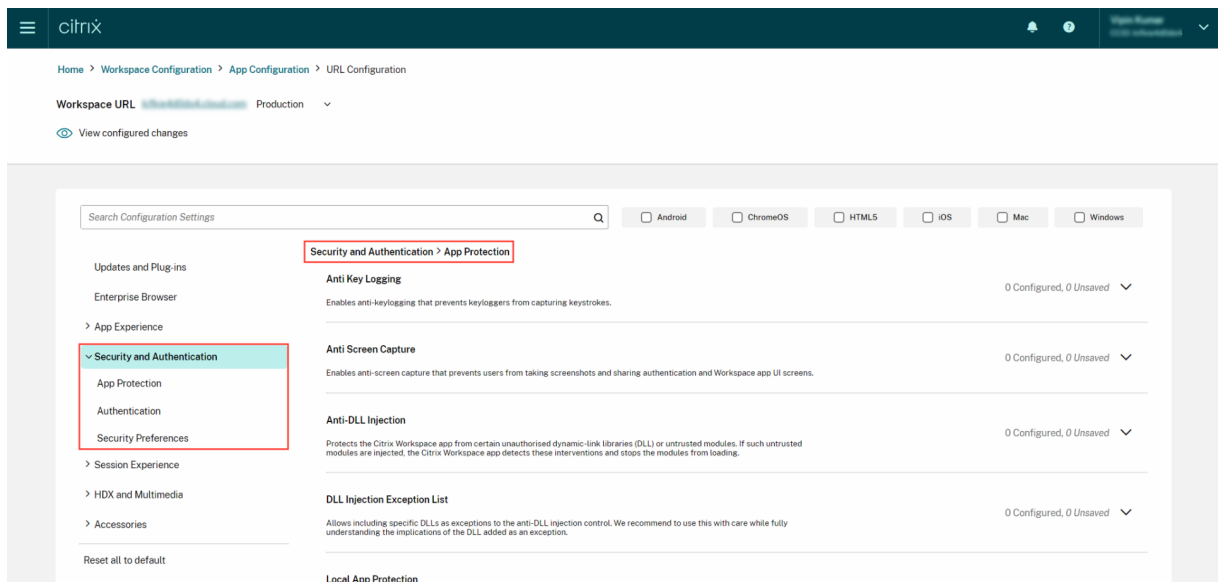 citrix
Home > Workspace Configuration > App Configuration > URL Configuration
Workspace URL Production
View configured changes
Search Configuration Settings
Android
ChromeOS
HTML5
iOS
Mac
Windows
Updates and Plug-ins
Enterprise Browser
App Experience
Security and Authentication
App Protection
Authentication
Security Preferences
Session Experience
HDX and Multimedia
Accessories
Reset all to default
Security and Authentication > App Protection
Anti Key Logging
Enables anti-keylogging that prevents keyloggers from capturing keystrokes.
0 Configured, 0 Unsaved
Anti Screen Capture
Enables anti-screen capture that prevents users from taking screenshots and sharing authentication and Workspace app UI screens.
0 Configured, 0 Unsaved
Anti-DLL Injection
Protects the Citrix Workspace app from certain unauthorised dynamic-link libraries (DLL) or untrusted modules. If such untrusted
modules are injected, the Citrix Workspace app detects these interventions and stops the modules from loading.
0 Configured, 0 Unsaved
DLL Injection Exception List
Allows including specific DLLs as exceptions to the anti-DLL injection control. We recommend to use this with care while fully
understanding the implications of the DLL added as an exception.
0 Configured, 0 Unsaved
Local App Protection